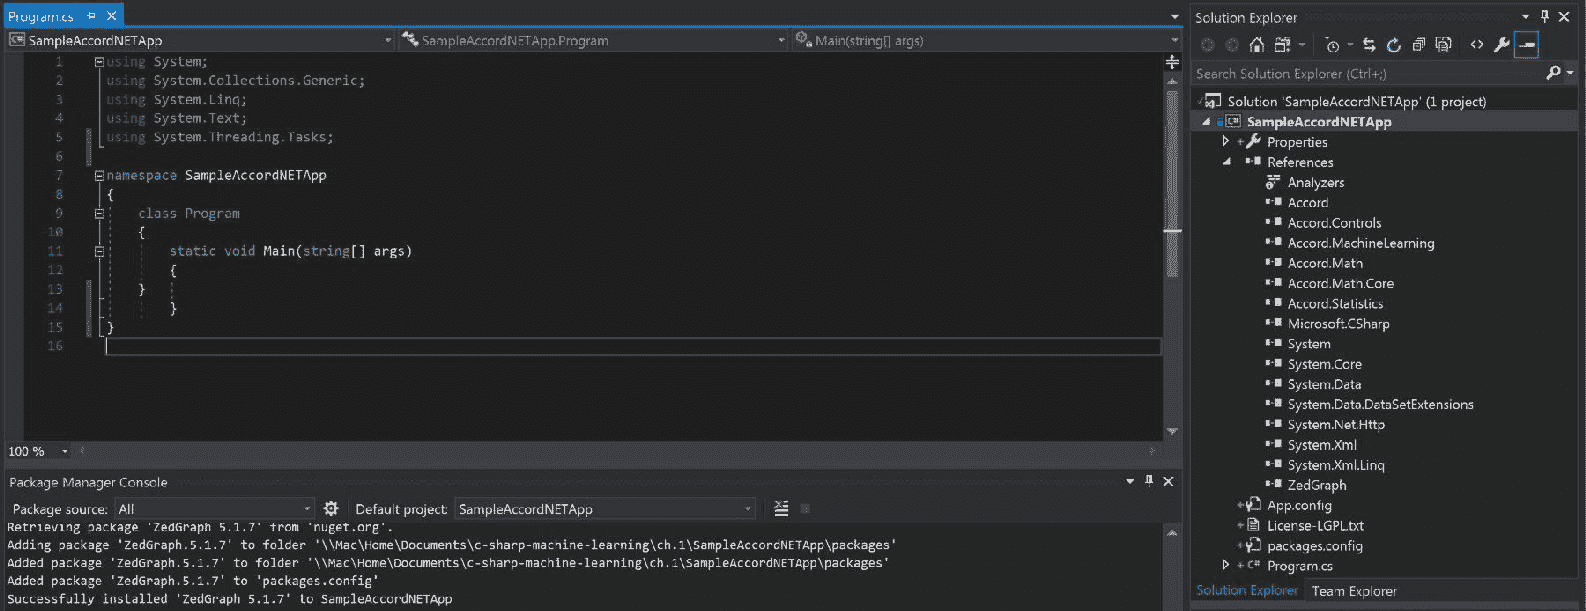 Program.cs
SampleAccordNETApp SampleAccordNETApp.Program Main(string[] args)
1 using System;
2 using System.Collections.Generic;
3 using System.Linq;
4 using System.Text;
5 using System.Threading.Tasks;
6
7 namespace SampleAccordNETApp
8 {
9 class Program
10 {
11 static void Main(string[] args)
12 {
13 }
14 }
15 }
16
100 %
Package Manager Console
Package source: All Default project: SampleAccordNETApp
Retrieving package 'ZedGraph 5.1.7' from 'nuget.org'.
Adding package 'ZedGraph.5.1.7' to folder '\\Mac\Home\Documents\c-sharp-machine-learning\ch.1\SampleAccordNETApp\packages'
Added package 'ZedGraph.5.1.7' to folder '\\Mac\Home\Documents\c-sharp-machine-learning\ch.1\SampleAccordNETApp\packages'
Added package 'ZedGraph.5.1.7' to 'packages.config'
Successfully installed 'ZedGraph 5.1.7' to SampleAccordNETApp
Solution Explorer
Search Solution Explorer (Ctrl+;)
Solution 'SampleAccordNETApp' (1 project)
C# SampleAccordNETApp
Properties
References
Analyzers
Accord
Accord.Controls
Accord.MachineLearning
Accord.Math
Accord.Math.Core
Accord.Statistics
Microsoft.CSharp
System
System.Core
System.Data
System.Data.DataSetExtensions
System.Net.Http
System.Xml
System.Xml.Linq
ZedGraph
App.config
License-LGPL.txt
packages.config
C# Program.cs
Solution Explorer Team Explorer